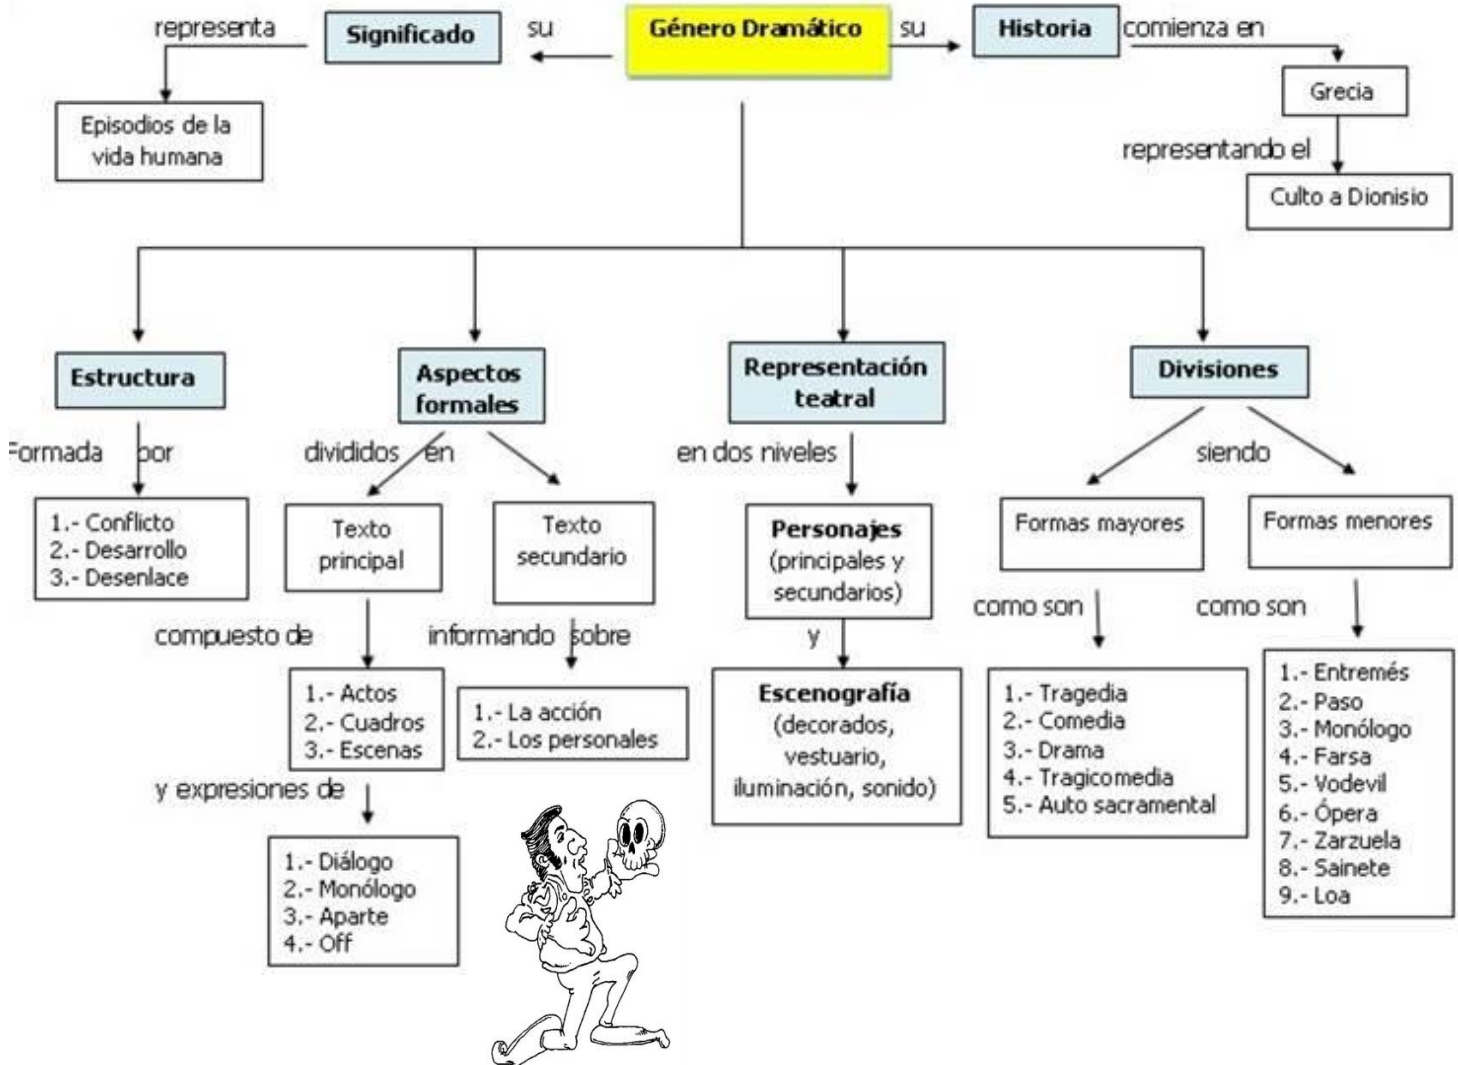 representa
Significado
su
Género Dramático
su
Historia
comienza en
Episodios de la
vida humana
Grecia
representando el
Culto a Dionisio
Estructura
Formada por
1.- Conflicto
2.- Desarrollo
3.- Desenlace
Aspectos
formales
divididos en
Texto
principal
Texto
secundario
compuesto de
1.- Actos
2.- Cuadros
3.- Escenas
y expresiones de
1.- Diálogo
2.- Monólogo
3.- Aparte
4.- Off
informando sobre
1.- La acción
2.- Los personales
Representación
teatral
en dos niveles
Personajes
(principales y
secundarios)
y
Escenografía
(decorados,
vestuario,
iluminación, sonido)
Divisiones
siendo
Formas mayores
como son
1.- Tragedia
2.- Comedia
3.- Drama
4.- Tragicomedia
5.- Auto sacramental
Formas menores
como son
1.- Entremés
2.- Paso
3.- Monólogo
4.- Farsa
5.- Vodevil
6.- Ópera
7.- Zarzuela
8.- Sainete
9.- Loa